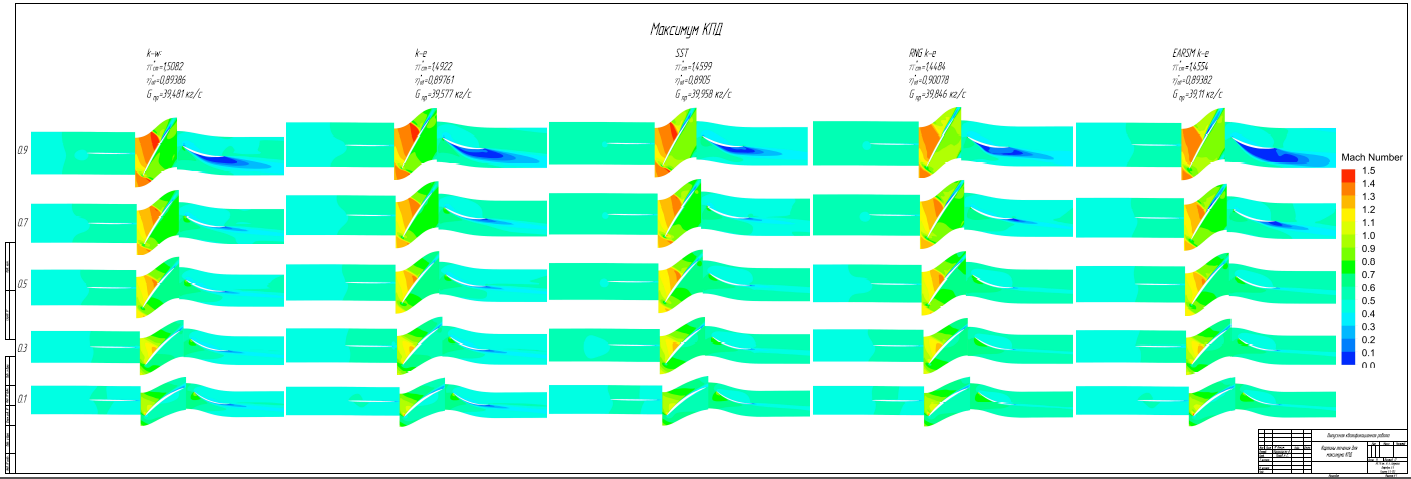 Максимум КПД
k-w:
π*ст=1,5082
η*ад=0,89386
G пр=39,481 кг/с
k-e
π*ст=1,4922
η*ад=0,89761
G пр=39,577 кг/с
SST
π*ст=1,4599
η*ад=0,8905
G пр=39,958 кг/с
RNG k-e
π*ст=1,4484
η*ад=0,90078
G пр=39,846 кг/с
EARSM k-e
π*ст=1,4554
η*ад=0,89382
G пр=39,11 кг/с
0.9
0.7
0.5
0.3
0.1
Mach Number
1.5
1.4
1.3
1.2
1.1
1.0
0.9
0.8
0.7
0.6
0.5
0.4
0.3
0.2
0.1
0.0
Выпускная квалификационная работа
Картины течения для
максимума КПД